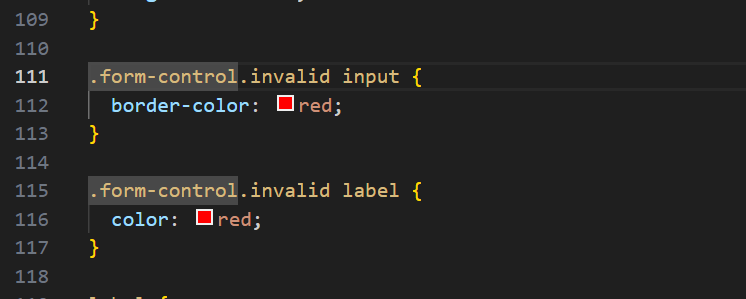 109 }
110
111 .form-control.invalid input {
112 border-color: red;
113 }
114
115 .form-control.invalid label {
116 color: red;
117 }
118